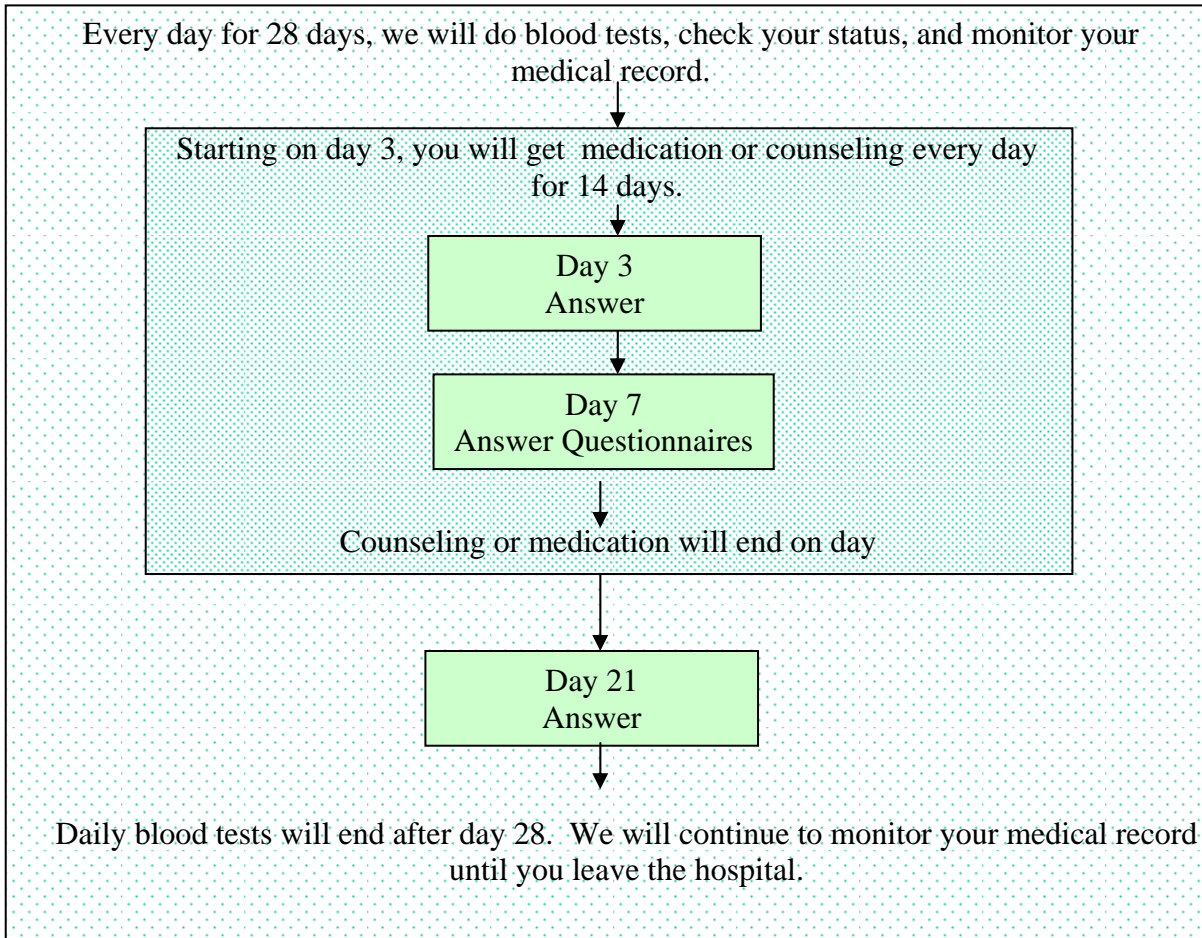 Every day for 28 days, we will do blood tests, check your status, and monitor your
medical record.
Starting on day 3, you will get  medication or counseling every day
for 14 days.
Day 3
Answer
Day 7
Answer Questionnaires
Counseling or medication will end on day
Day 21
Answer
Daily blood tests will end after day 28.  We will continue to monitor your medical record
until you leave the hospital.